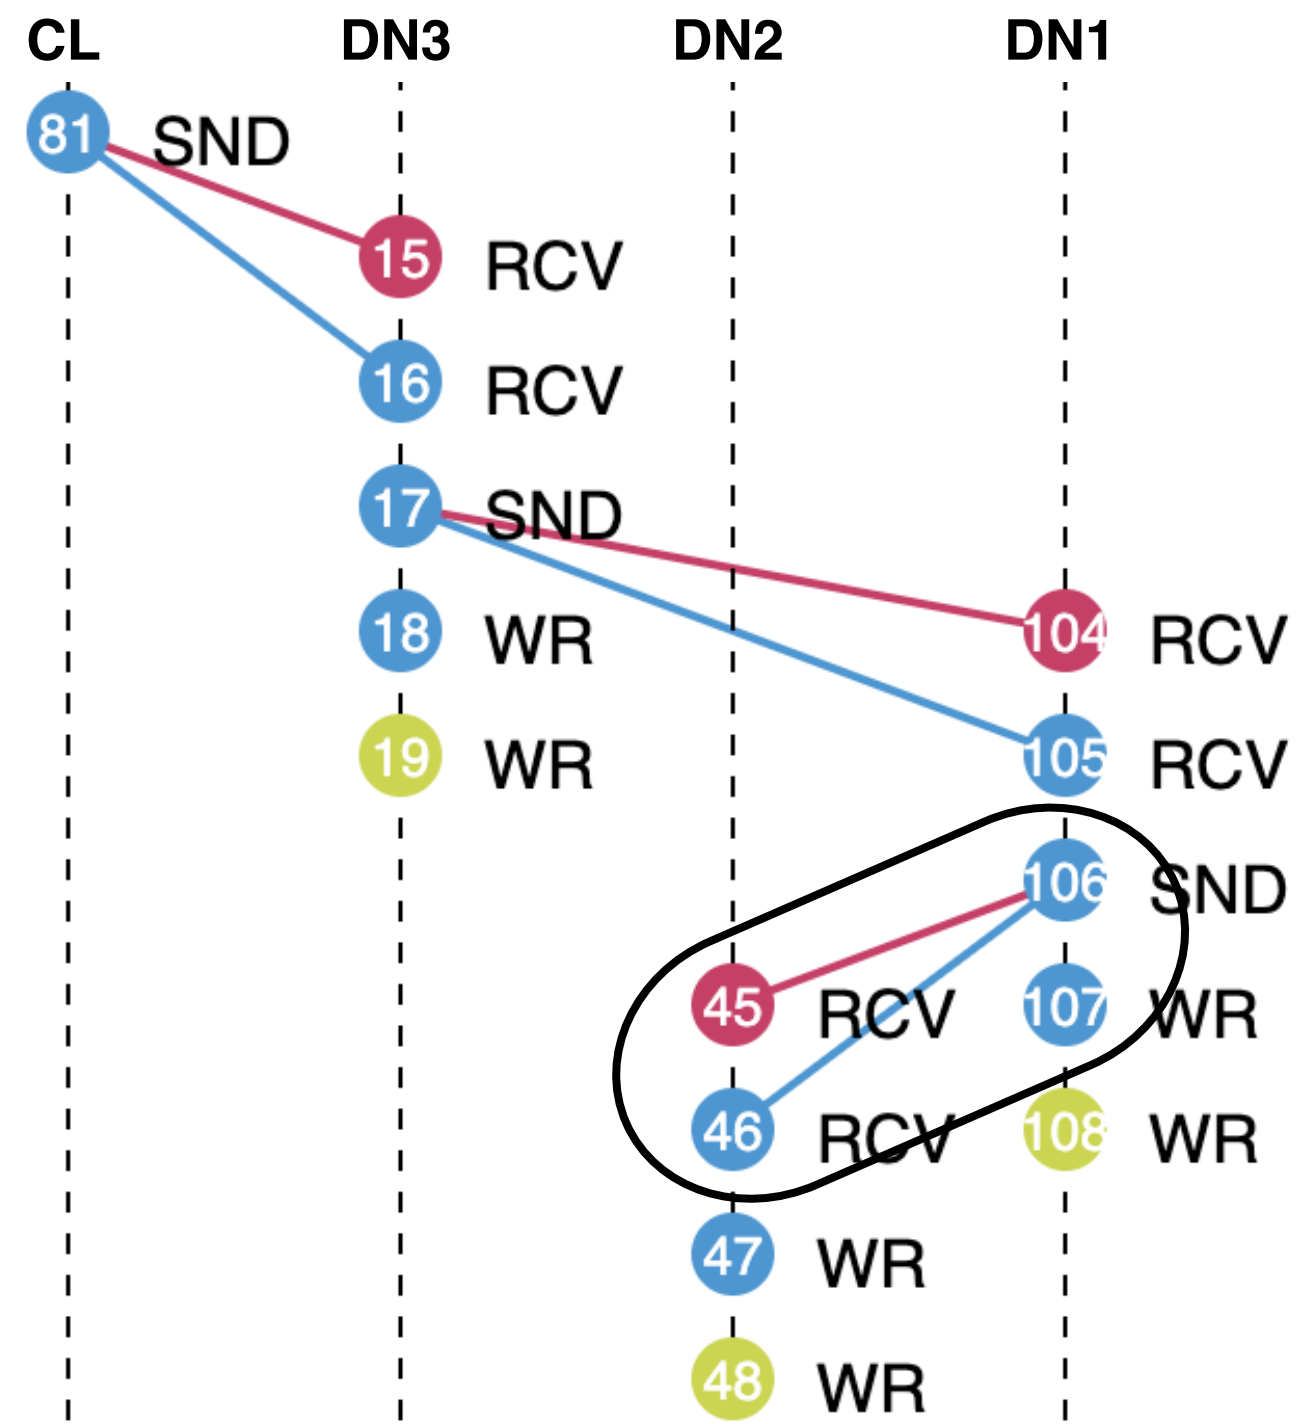 CL DN3 DN2 DN1
81 SND
15 RCV
16 RCV
17 SND
18 WR 104 RCV
19 WR 105 RCV
106 SND
45 RCV 107 WR
46 RCV 108 WR
47 WR
48 WR